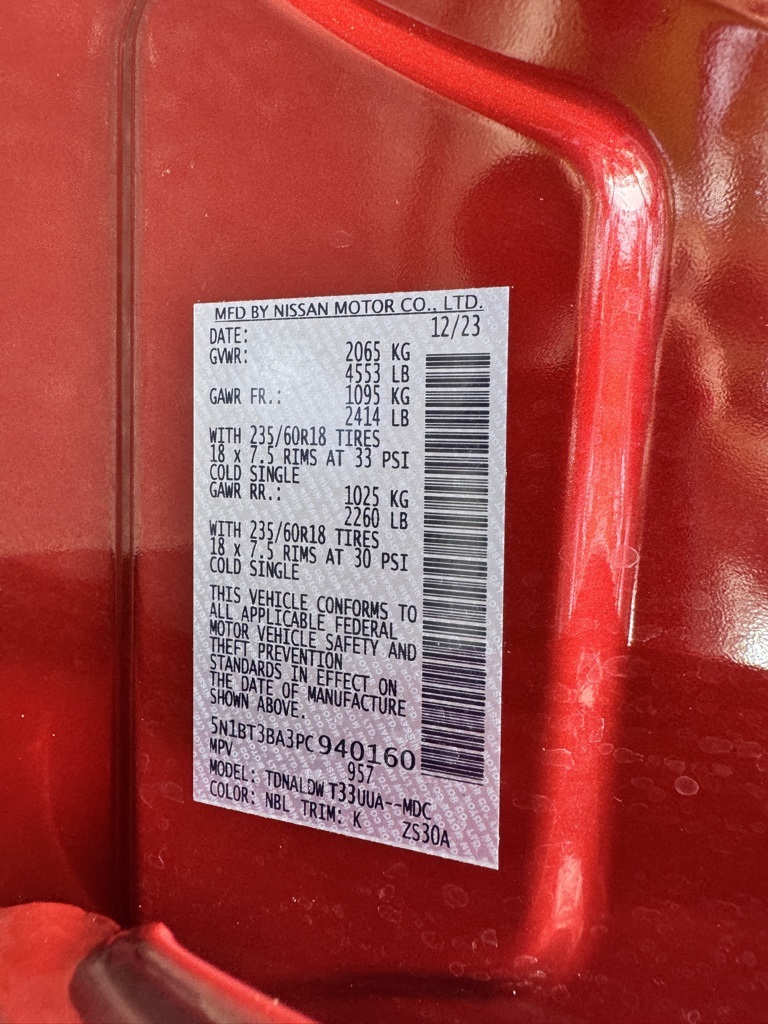 MFD BY NISSAN MOTOR CO., LTD.
DATE: 12/23
GVWR: 2065 KG
4553 LB
GAWR FR.: 1095 KG
2414 LB
WITH 235/60R18 TIRES
18 x 7.5 RIMS AT 33 PSI
COLD SINGLE
GAWR RR.: 1025 KG
2260 LB
WITH 235/60R18 TIRES
18 x 7.5 RIMS AT 30 PSI
COLD SINGLE
THIS VEHICLE CONFORMS TO
ALL APPLICABLE FEDERAL
MOTOR VEHICLE SAFETY AND
THEFT PREVENTION
STANDARDS IN EFFECT ON
THE DATE OF MANUFACTURE
SHOWN ABOVE.
5N1BT3BA3PC940160
MPV 957
MODEL: TDNALDWT33UUA--MDC
COLOR: NBL TRIM: K ZS30A